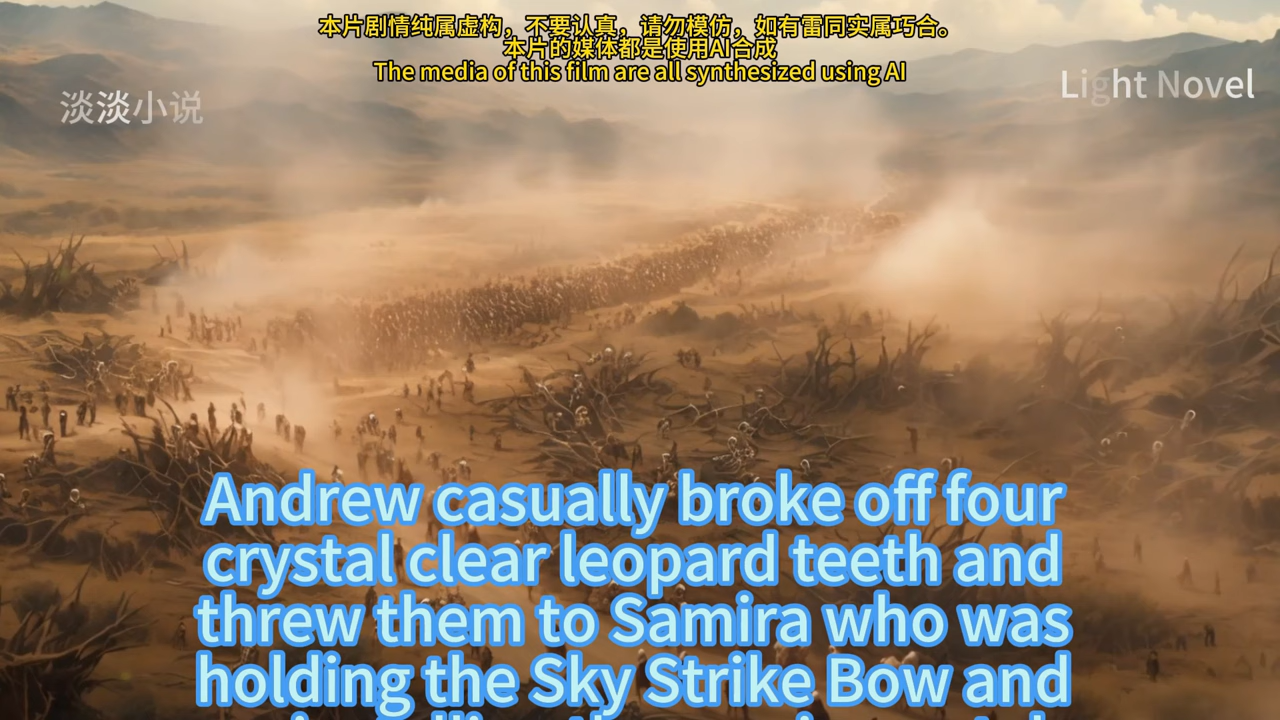 本片剧情纯属虚构，不要认真，请勿模仿，如有雷同实属巧合。
本片的媒体都是使用AI合成
The media of this film are all synthesized using AI
淡淡小说
Light Novel
Andrew casually broke off four
crystal clear leopard teeth and
threw them to Samira who was
holding the Sky Strike Bow and